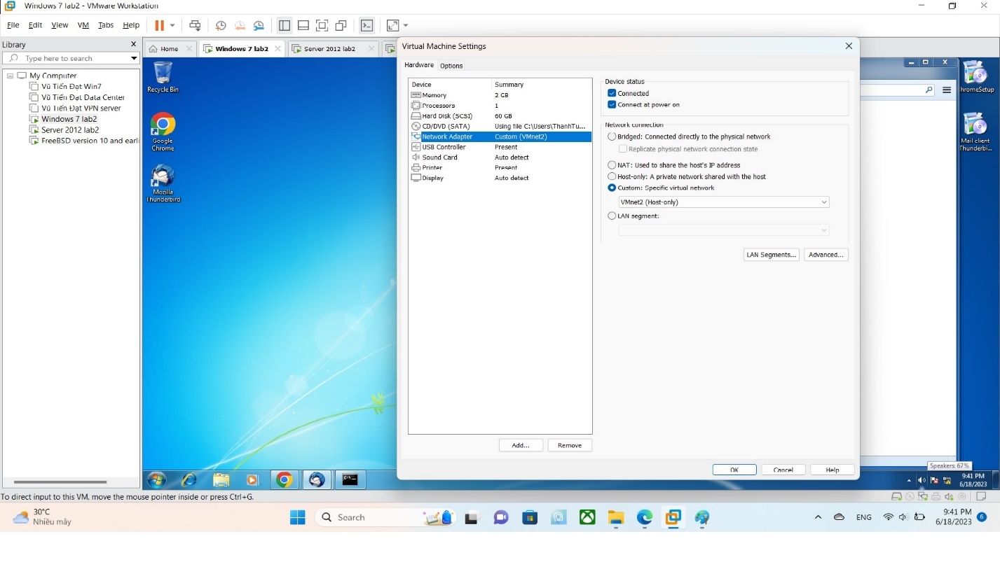 Windows 7 lab2 - VMware Workstation
File Edit View VM Tabs Help
Library X
Type here to search
My Computer
Vũ Tiến Đạt Win7
Vũ Tiến Đạt Data Center
Vũ Tiến Đạt VPN server
Windows 7 lab2
Server 2012 lab2
FreeBSD version 10 and earli
Home
Windows 7 lab2
Server 2012 lab2
Recycle Bin
Google
Chrome
Mozilla
Thunderbird
Virtual Machine Settings
Hardware Options
Device Summary
Memory 2 GB
Processors 1
Hard Disk (SCSI) 60 GB
CD/DVD (SATA) Using file C:\Users\ThanhTu...
Network Adapter Custom (VMnet2)
USB Controller Present
Sound Card Auto detect
Printer Present
Display Auto detect
Add... Remove
Device status
Connected
Connect at power on
Network connection
Bridged: Connected directly to the physical network
Replicate physical network connection state
NAT: Used to share the host's IP address
Host-only: A private network shared with the host
Custom: Specific virtual network
VMnet2 (Host-only)
LAN segment:
LAN Segments... Advanced...
OK Cancel Help
hromeSetup
Mail client
Thunderbi...
Speakers: 67%
9:41 PM
6/18/2023
To direct input to this VM, move the mouse pointer inside or press Ctrl+G.
30°C
Nhiều mây
Search
ENG
9:41 PM
6/18/2023
6